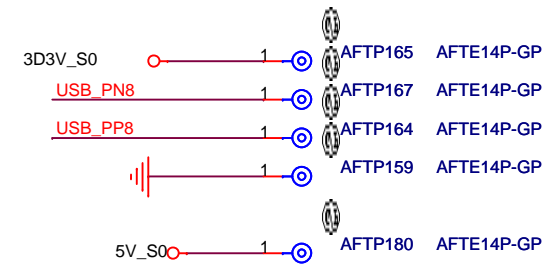 3D3V_S0 1 AFTP165 AFTE14P-GP
USB_PN8 1 AFTP167 AFTE14P-GP
USB_PP8 1 AFTP164 AFTE14P-GP
1 AFTP159 AFTE14P-GP
5V_S0 1 AFTP180 AFTE14P-GP